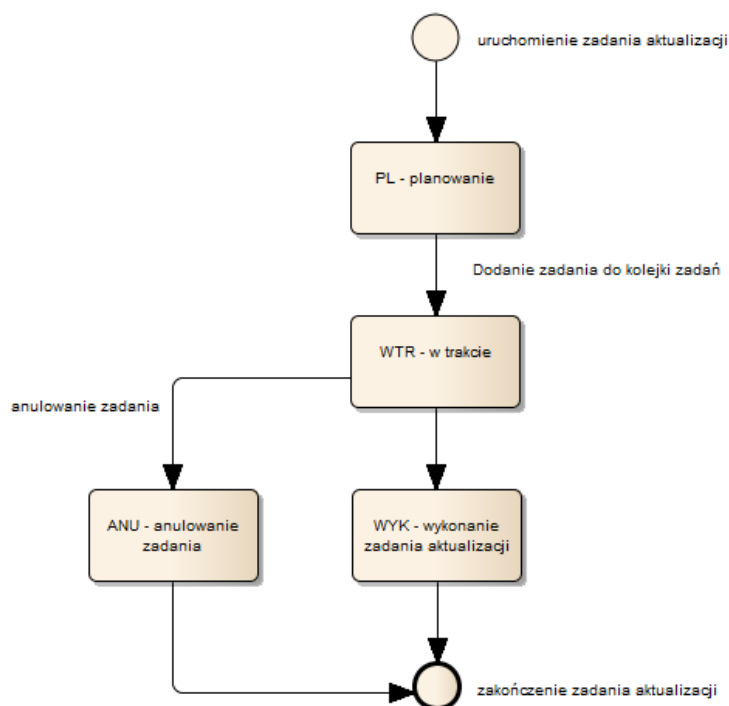 uruchomienie zadania aktualizacji
PL - planowanie
Dodanie zadania do kolejki zadań
WTR - w trakcie
anulowanie zadania
ANU - anulowanie
zadania
WYK - wykonanie
zadania aktualizacji
zakończenie zadania aktualizacji